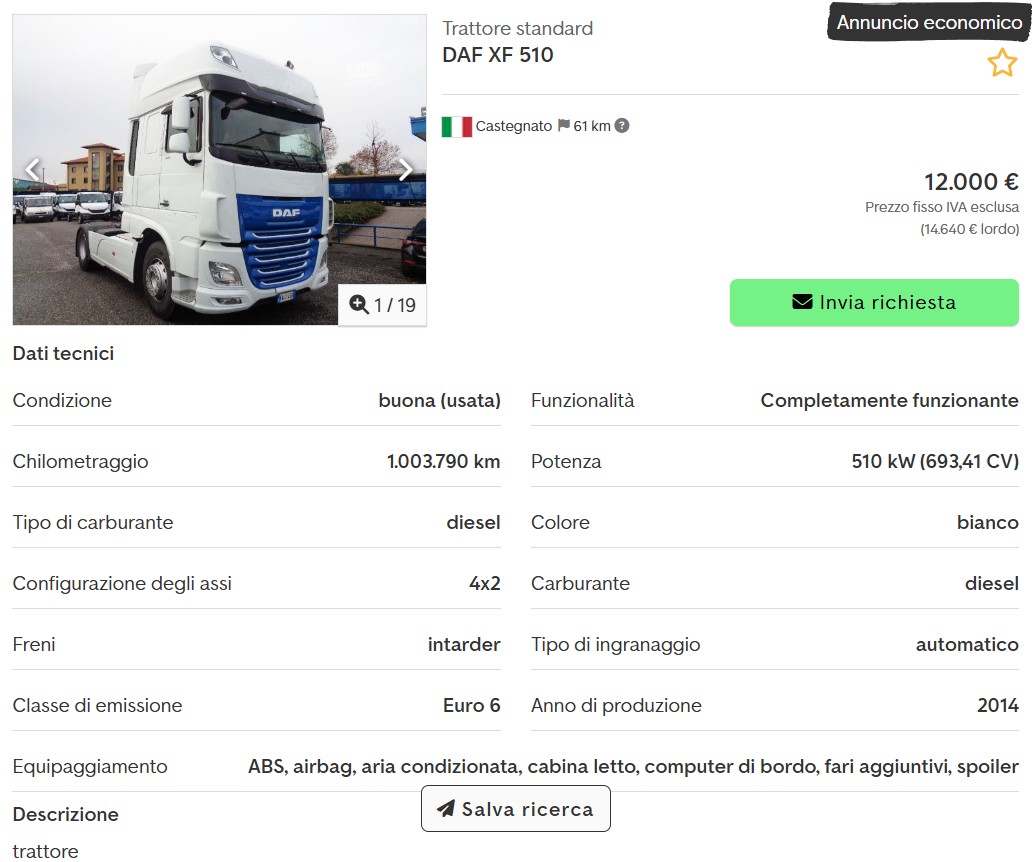 Annuncio economico
Trattore standard
DAF XF 510
Castegnato 61 km
12.000 €
Prezzo fisso IVA esclusa
(14.640 € lordo)
Invia richiesta
DAF
1 / 19
Dati tecnici
Condizione buona (usata)
Funzionalità Completamente funzionante
Chilometraggio 1.003.790 km
Potenza 510 kW (693,41 CV)
Tipo di carburante diesel
Colore bianco
Configurazione degli assi 4x2
Carburante diesel
Freni intarder
Tipo di ingranaggio automatico
Classe di emissione Euro 6
Anno di produzione 2014
Equipaggiamento ABS, airbag, aria condizionata, cabina letto, computer di bordo, fari aggiuntivi, spoiler
Salva ricerca
Descrizione
trattore